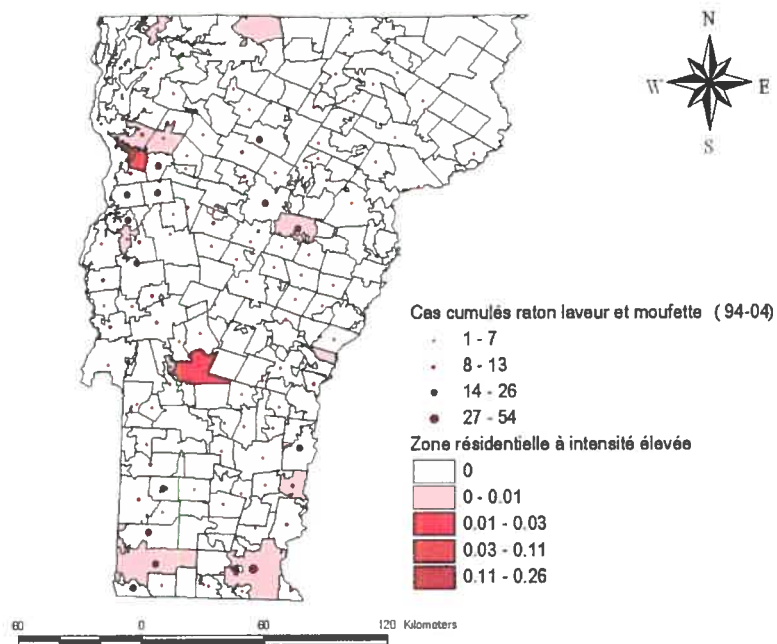 N
W E
S
Cas cumulés raton laveur et moufette ( 94-04)
1 - 7
8 - 13
14 - 26
27 - 54
Zone résidentielle à intensité élevée
0
0 - 0.01
0.01 - 0.03
0.03 - 0.11
0.11 - 0.26
60 0 60 120 Kilometers